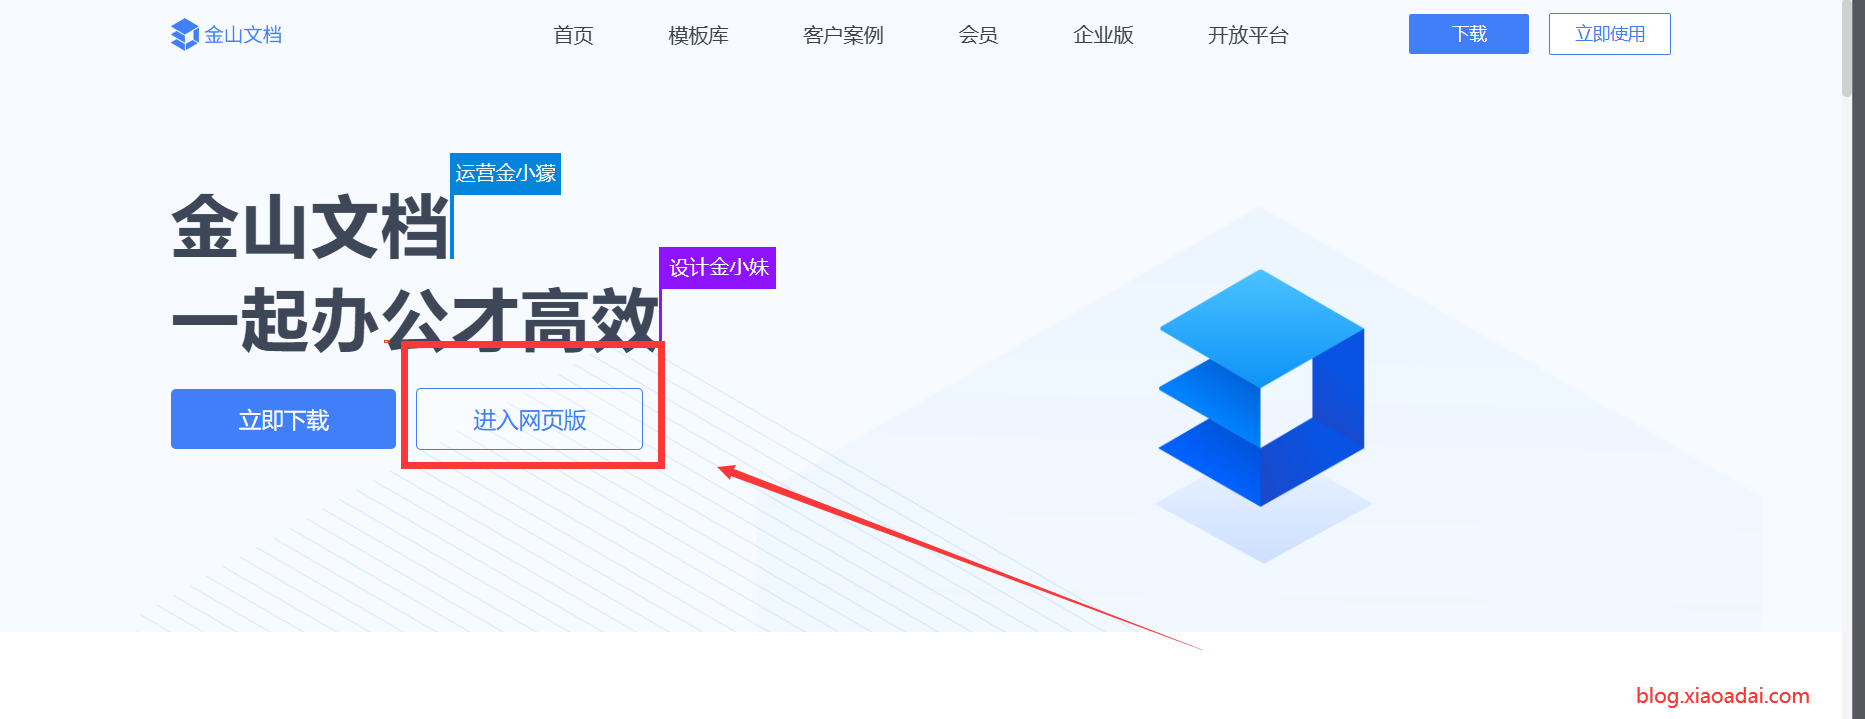 金山文档
首页
模板库
客户案例
会员
企业版
开放平台
下载
立即使用
运营金小獴
金山文档
设计金小妹
一起办公才高效
立即下载
进入网页版
blog.xiaoadai.com